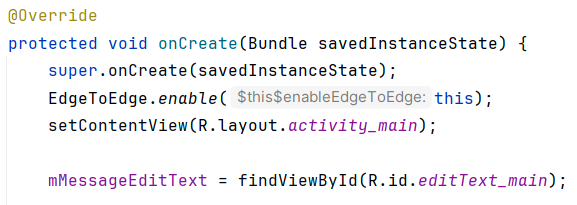 @Override
protected void onCreate(Bundle savedInstanceState) {
super.onCreate(savedInstanceState);
EdgeToEdge.enable( $this$enableEdgeToEdge: this);
setContentView(R.layout.activity_main);
mMessageEditText = findViewById(R.id.editText_main);